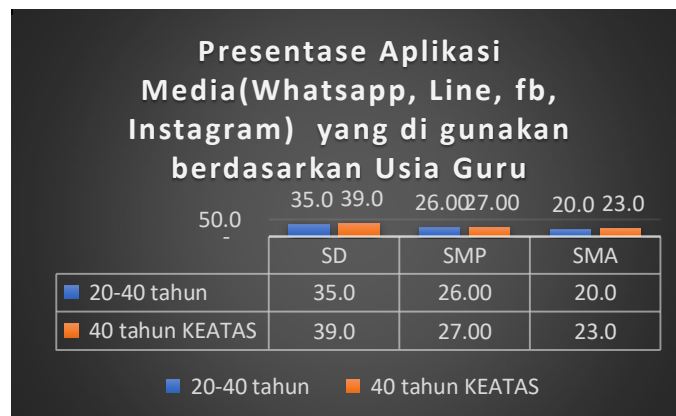 Presentase Aplikasi
Media(Whatsapp, Line, fb,
Instagram) yang di gunakan
berdasarkan Usia Guru
35.0 39.0 26.00 27.00 20.0 23.0
50.0
-
SD SMP SMA
20-40 tahun 35.0 26.00 20.0
40 tahun KEATAS 39.0 27.00 23.0
20-40 tahun 40 tahun KEATAS